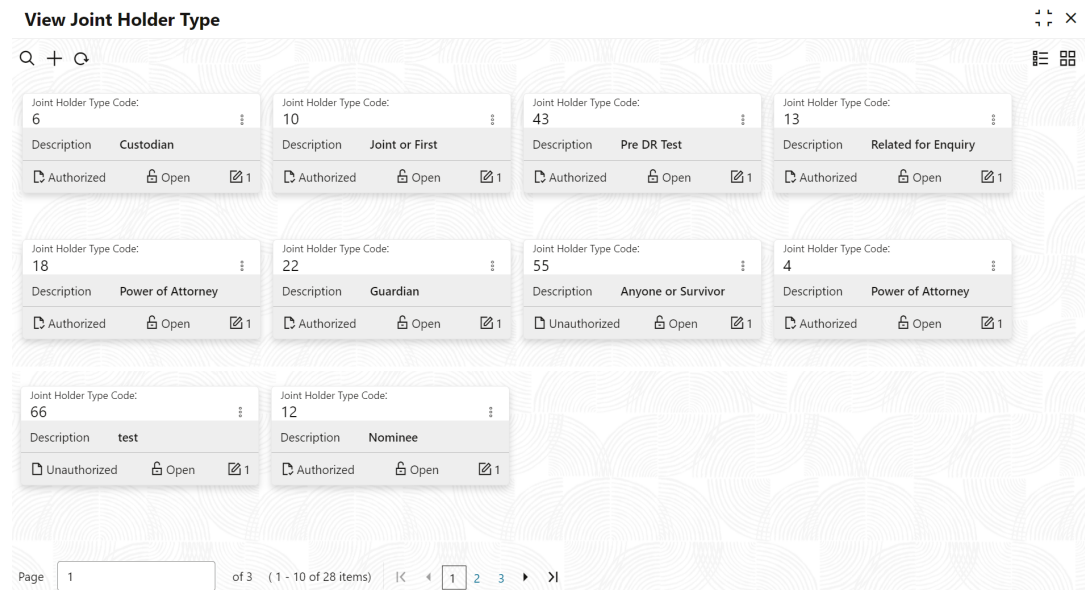 View Joint Holder Type
Joint Holder Type Code: Joint Holder Type Code: Joint Holder Type Code: Joint Holder Type Code:
6 10 43 13
Description Custodian Description Joint or First Description Pre DR Test Description Related for Enquiry
Authorized Open 1 Authorized Open 1 Authorized Open 1 Authorized Open 1
Joint Holder Type Code: Joint Holder Type Code: Joint Holder Type Code: Joint Holder Type Code:
18 22 55 4
Description Power of Attorney Description Guardian Description Anyone or Survivor Description Power of Attorney
Authorized Open 1 Authorized Open 1 Unauthorized Open 1 Authorized Open 1
Joint Holder Type Code: Joint Holder Type Code:
66 12
Description test Description Nominee
Unauthorized Open 1 Authorized Open 1
Page 1 of 3 ( 1 - 10 of 28 items) 1 2 3